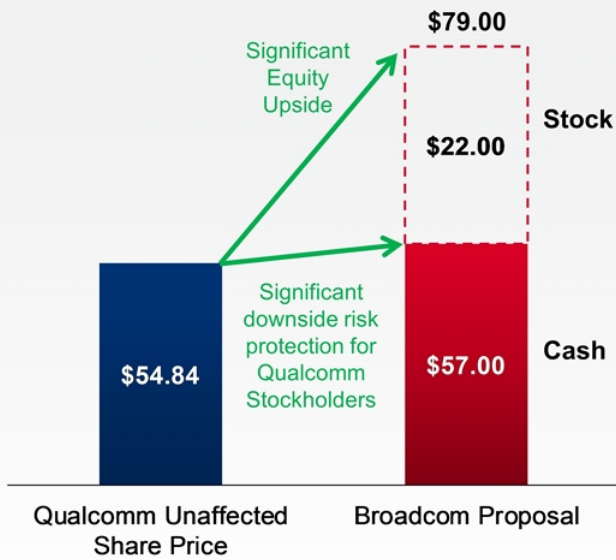 $79.00
Significant
Equity
Upside
Stock
$22.00
Significant
downside risk
protection for
Qualcomm
Stockholders
Cash
$54.84
$57.00
Qualcomm Unaffected
Share Price
Broadcom Proposal